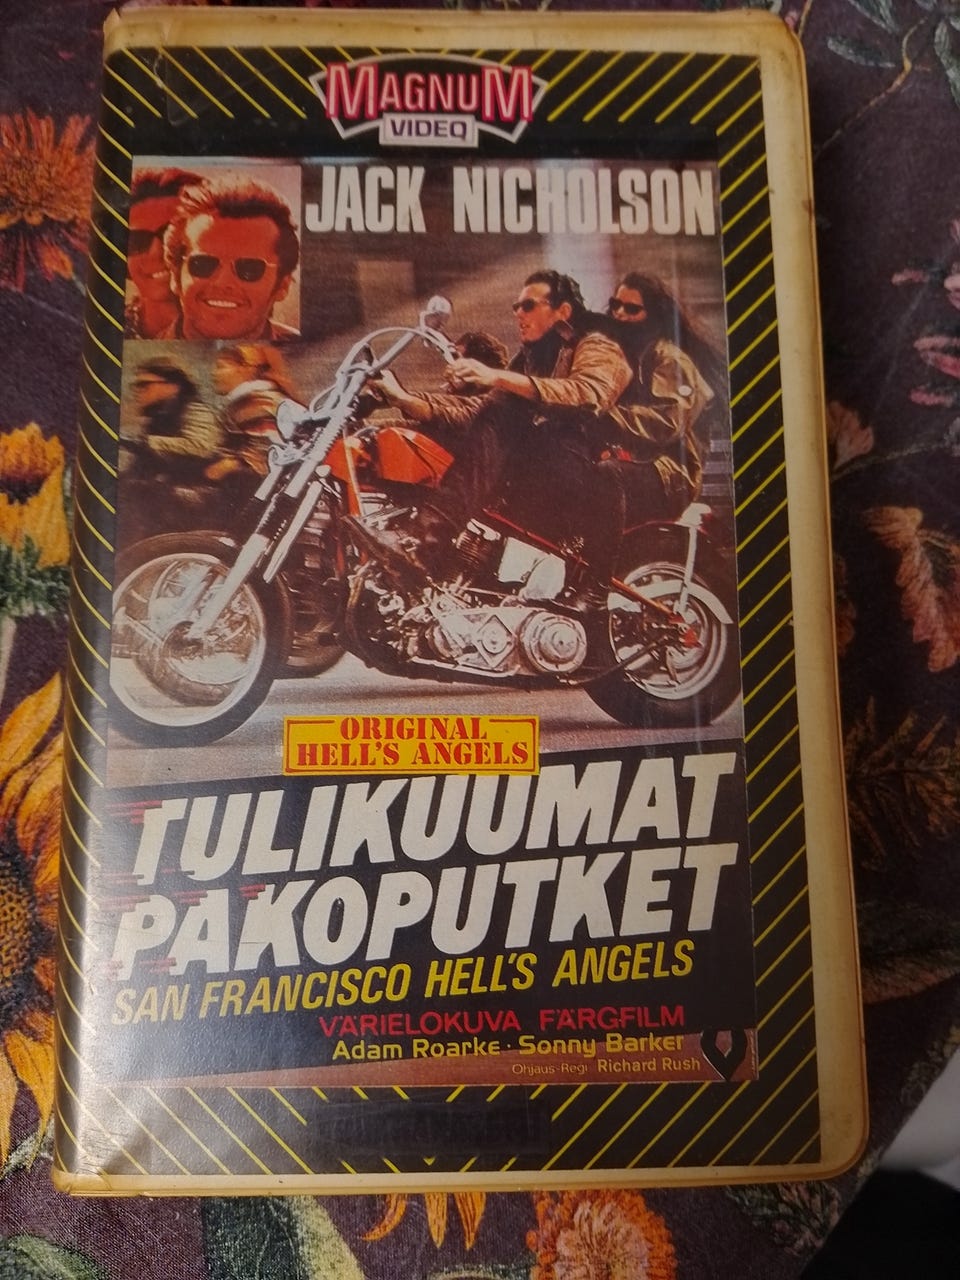 MAGNUM
VIDEO
JACK NICHOLSON
ORIGINAL
HELL'S ANGELS
TULIKUUMAT
PAKOPUTKET
SAN FRANCISCO HELL'S ANGELS
VÄRIELOKUVA FÄRGFILM
Adam Roarke · Sonny Barker
Ohjaus-Regi Richard Rush